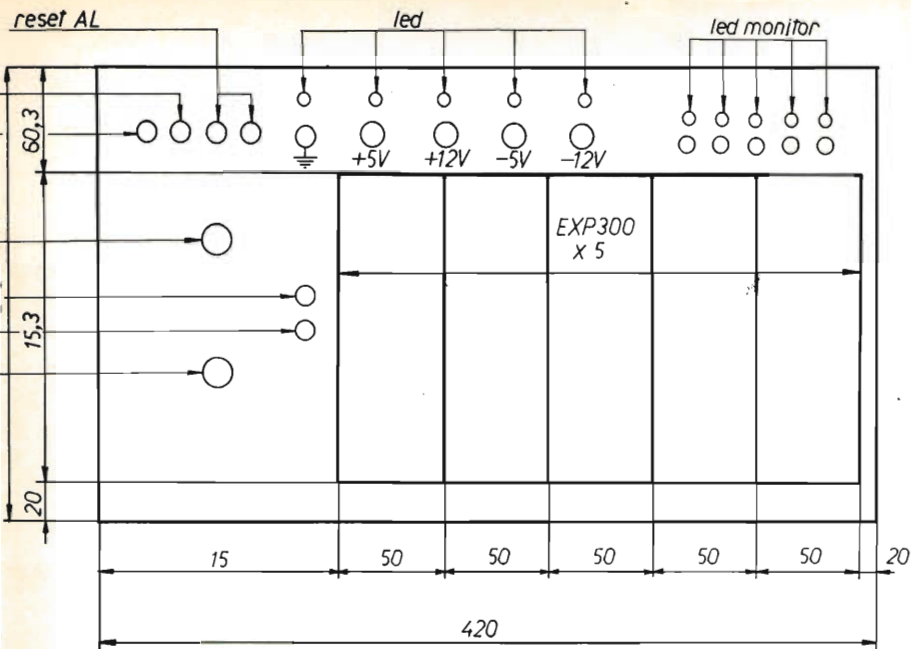 reset AL
led
led monitor
60,3
+5V
+12V
-5V
-12V
EXP300
x 5
15,3
20
15
50
50
50
50
50
20
420